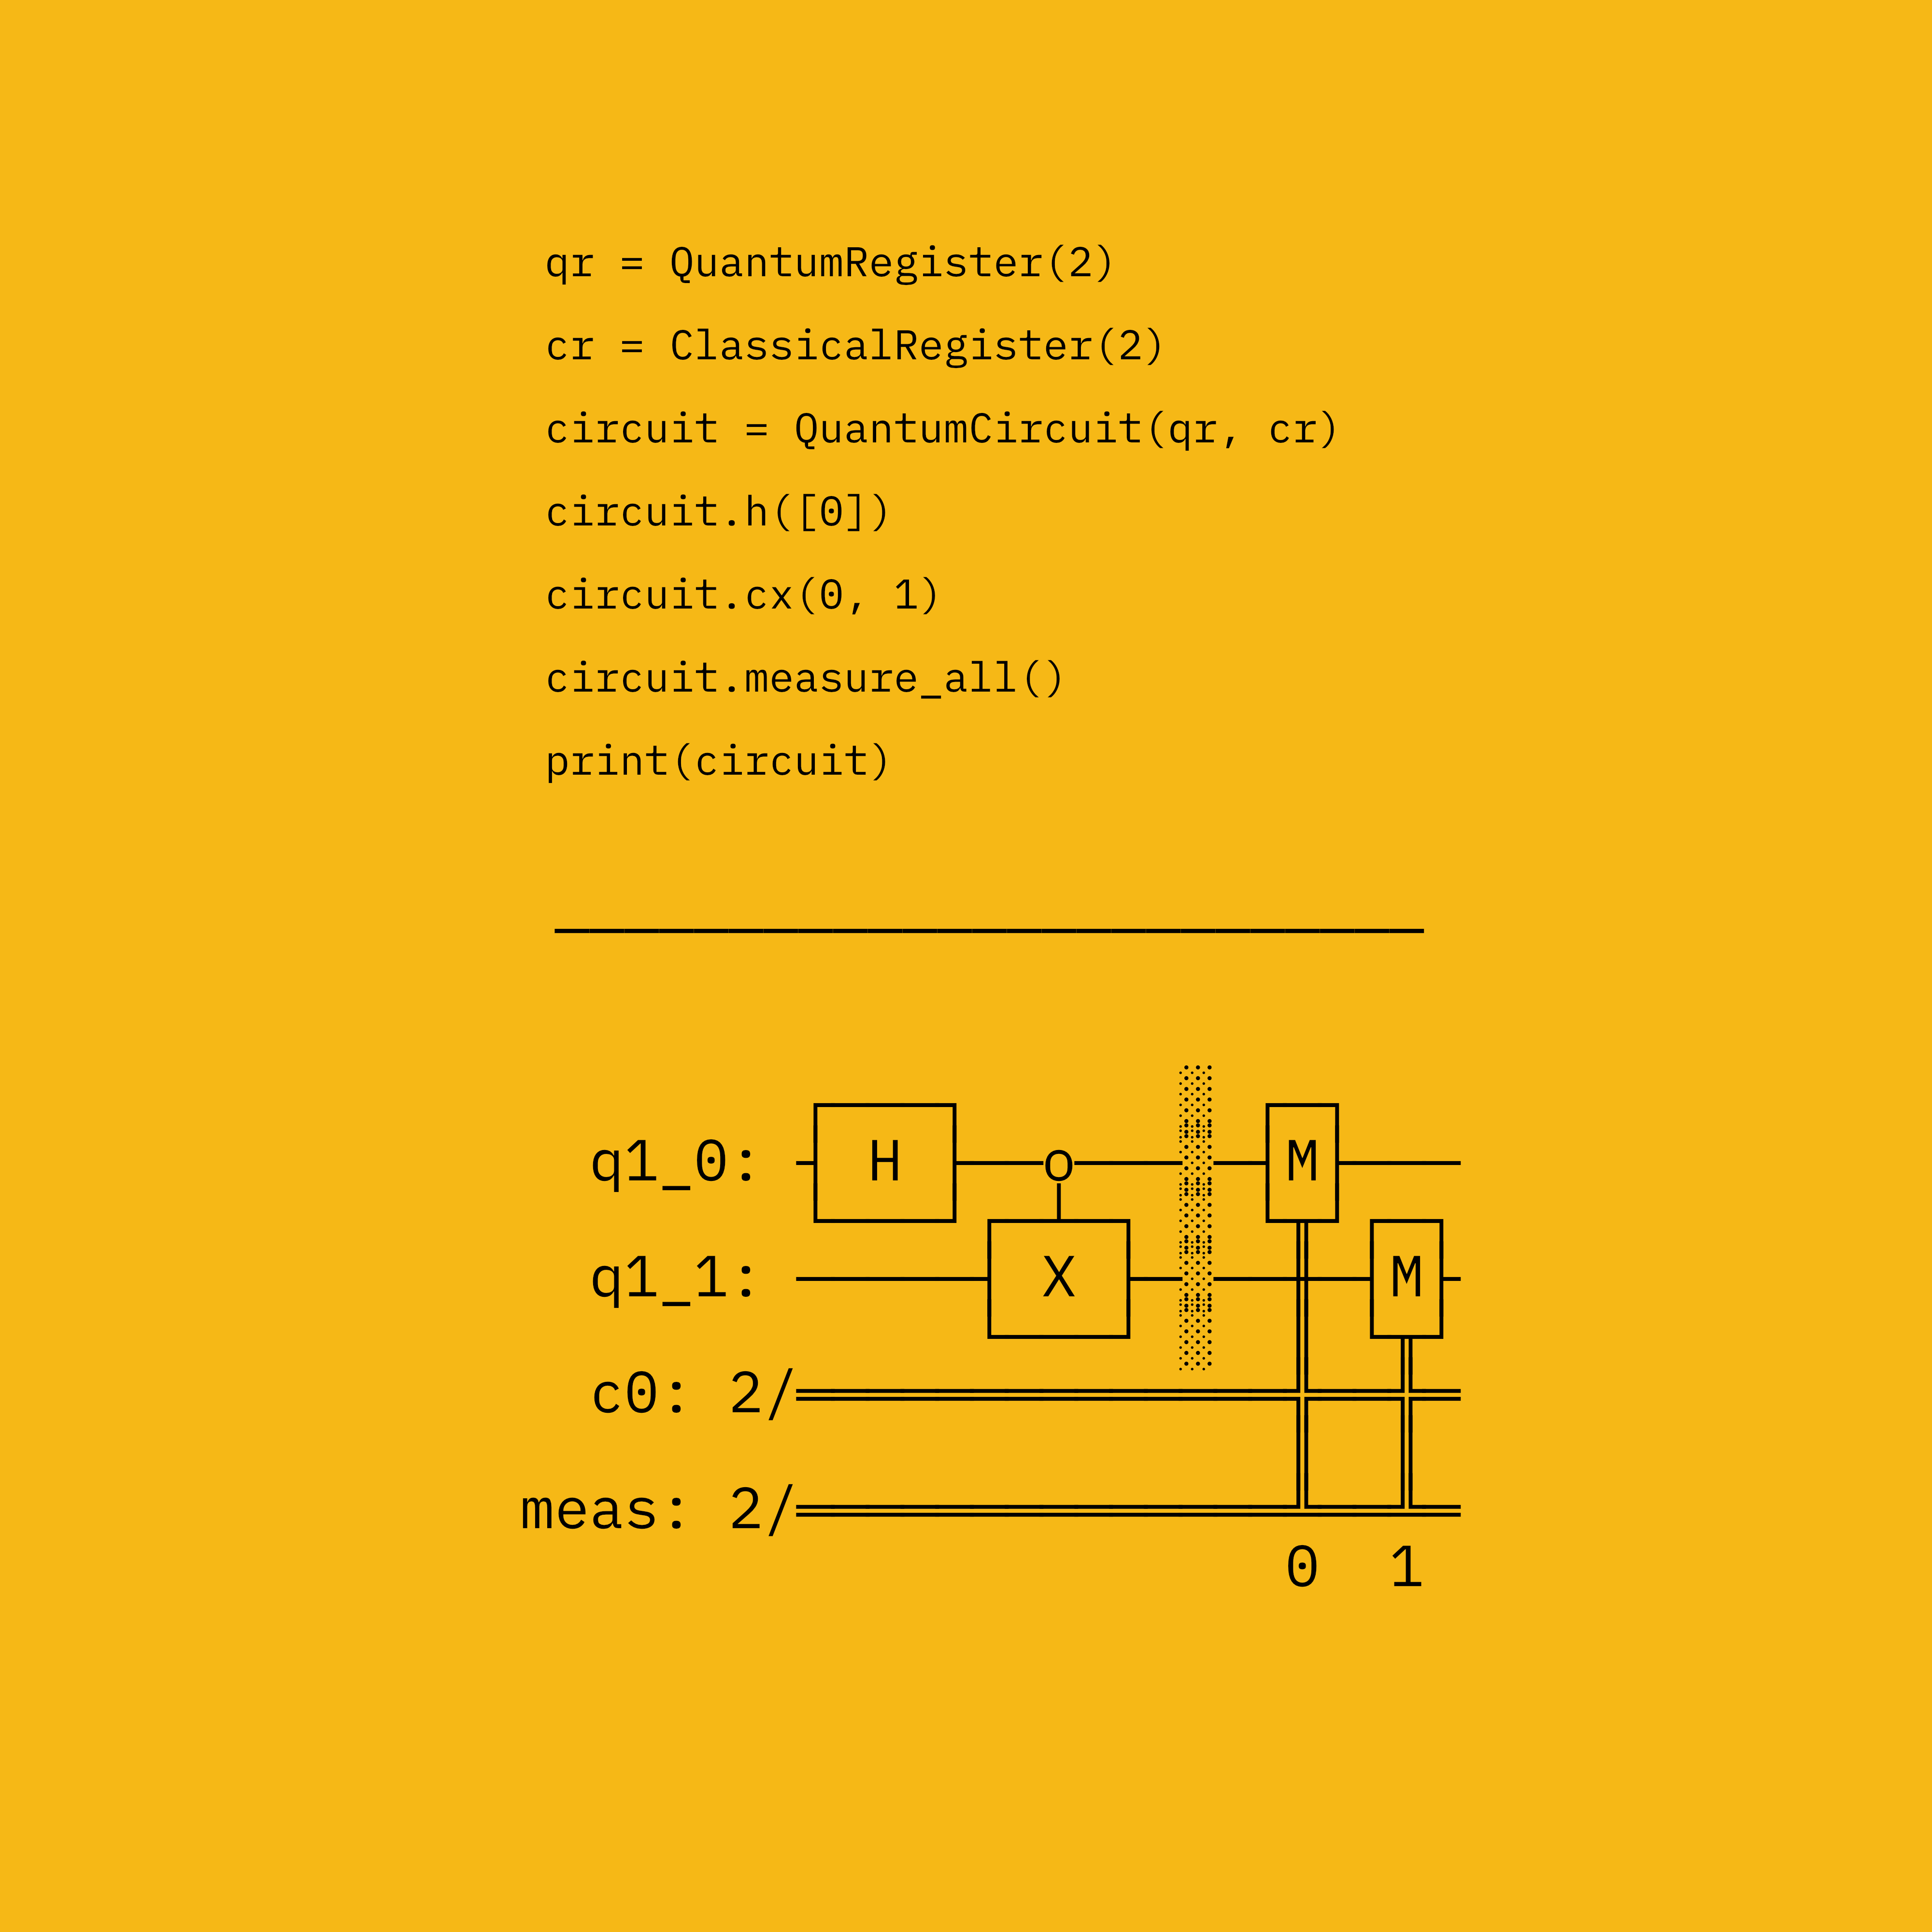 qr = QuantumRegister(2)
cr = ClassicalRegister(2)
circuit = QuantumCircuit(qr, cr)
circuit.h([0])
circuit.cx(0, 1)
circuit.measure_all()
print(circuit)
q1_0: H o M
q1_1: X M
c0: 2/
meas: 2/
0 1